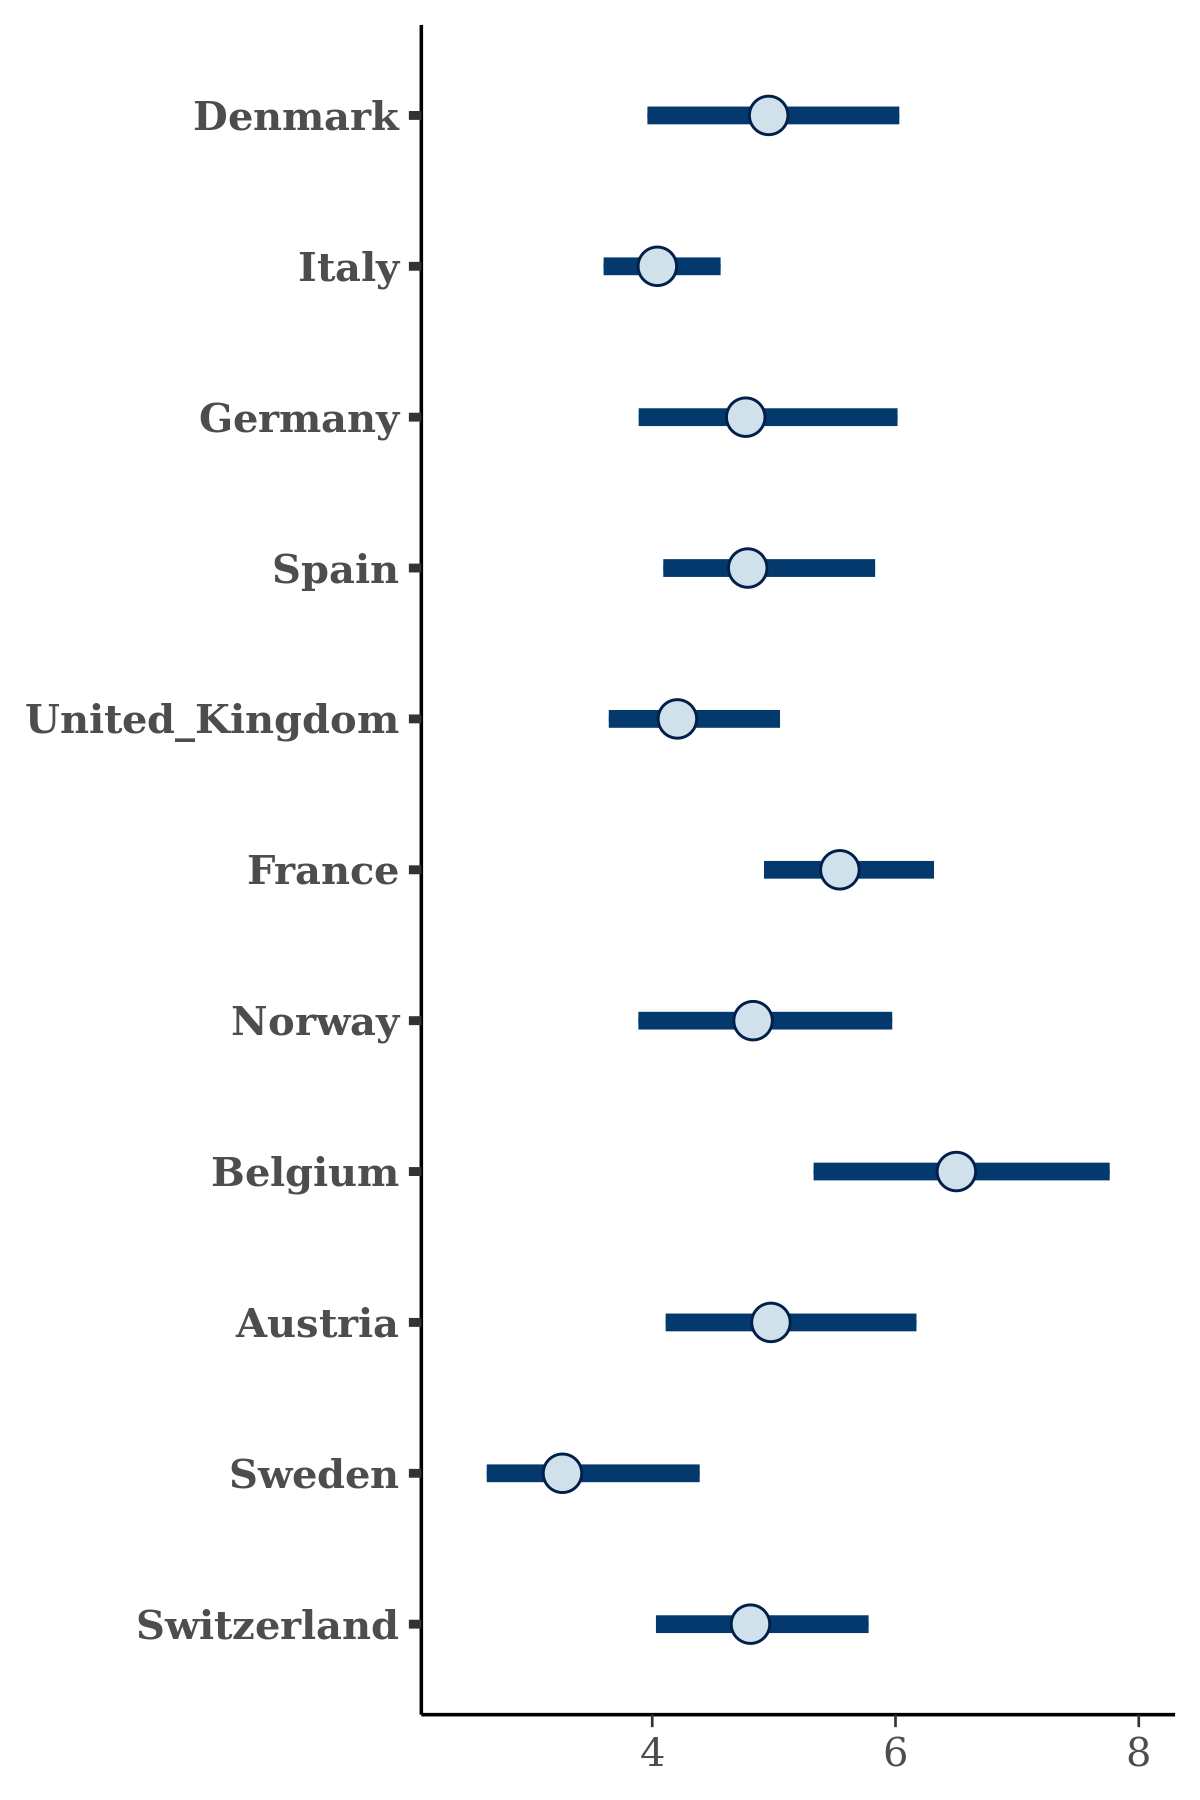 Denmark
Italy
Germany
Spain
United_Kingdom
France
Norway
Belgium
Austria
Sweden
Switzerland
4 6 8